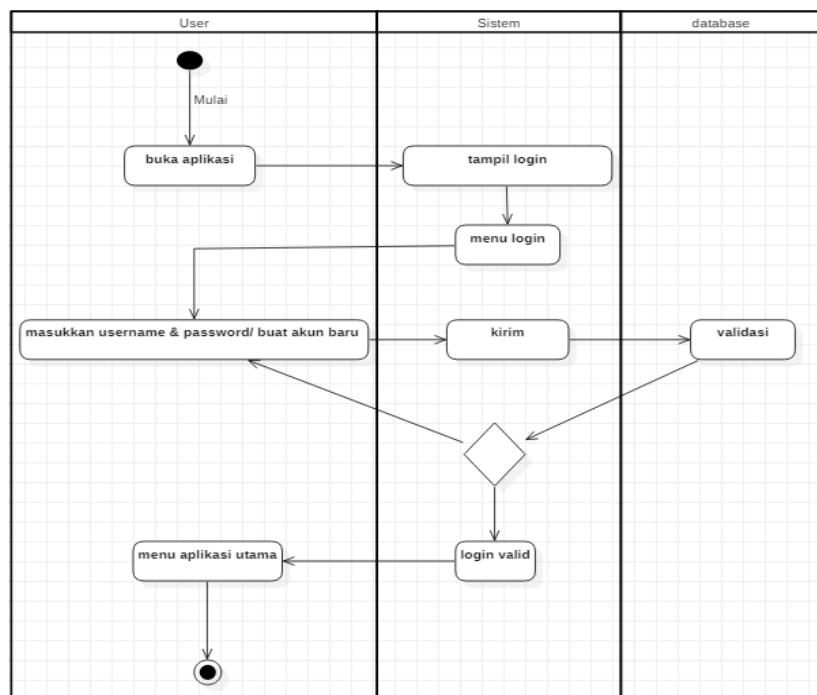 User
Sistem
database
Mulai
buka aplikasi
tampil login
menu login
masukkan username & password/ buat akun baru
kirim
validasi
menu aplikasi utama
login valid